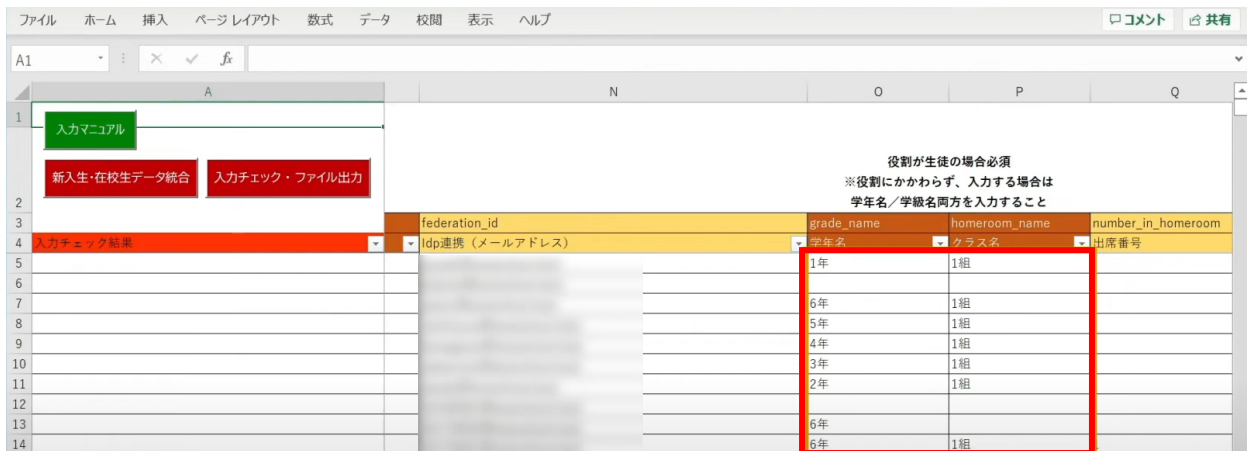 ファイル ホーム 挿入 ページ レイアウト 数式 データ 校閲 表示 ヘルプ コメント 共有
A1 fx
A N O P Q
1
入力マニュアル
新入生・在校生データ統合 入力チェック・ファイル出力
役割が生徒の場合必須
※役割にかかわらず、入力する場合は
2 学年名／学級名両方を入力すること
3 federation_id grade_name homeroom_name number_in_homeroom
4 入力チェック結果 Idp連携（メールアドレス） 学年名 クラス名 出席番号
5 1年 1組
6
7 6年 1組
8 5年 1組
9 4年 1組
10 3年 1組
11 2年 1組
12
13 6年
14 6年 1組